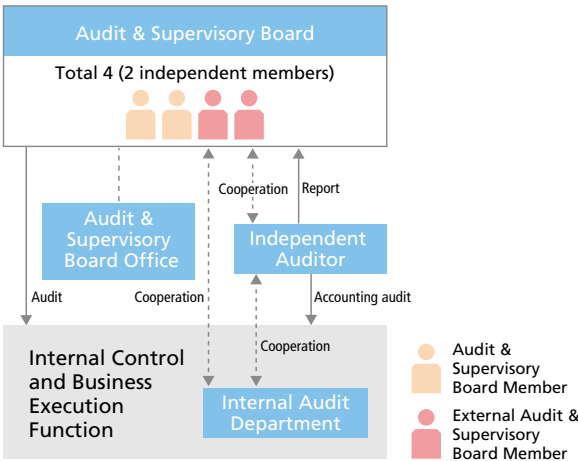 Audit & Supervisory Board
Total 4 (2 independent members)
Cooperation
Report
Audit &
Supervisory
Board Office
Independent
Auditor
Audit
Cooperation
Accounting audit
Cooperation
Internal Control
and Business
Execution
Function
Internal Audit
Department
Audit &
Supervisory
Board Member
External Audit &
Supervisory
Board Member